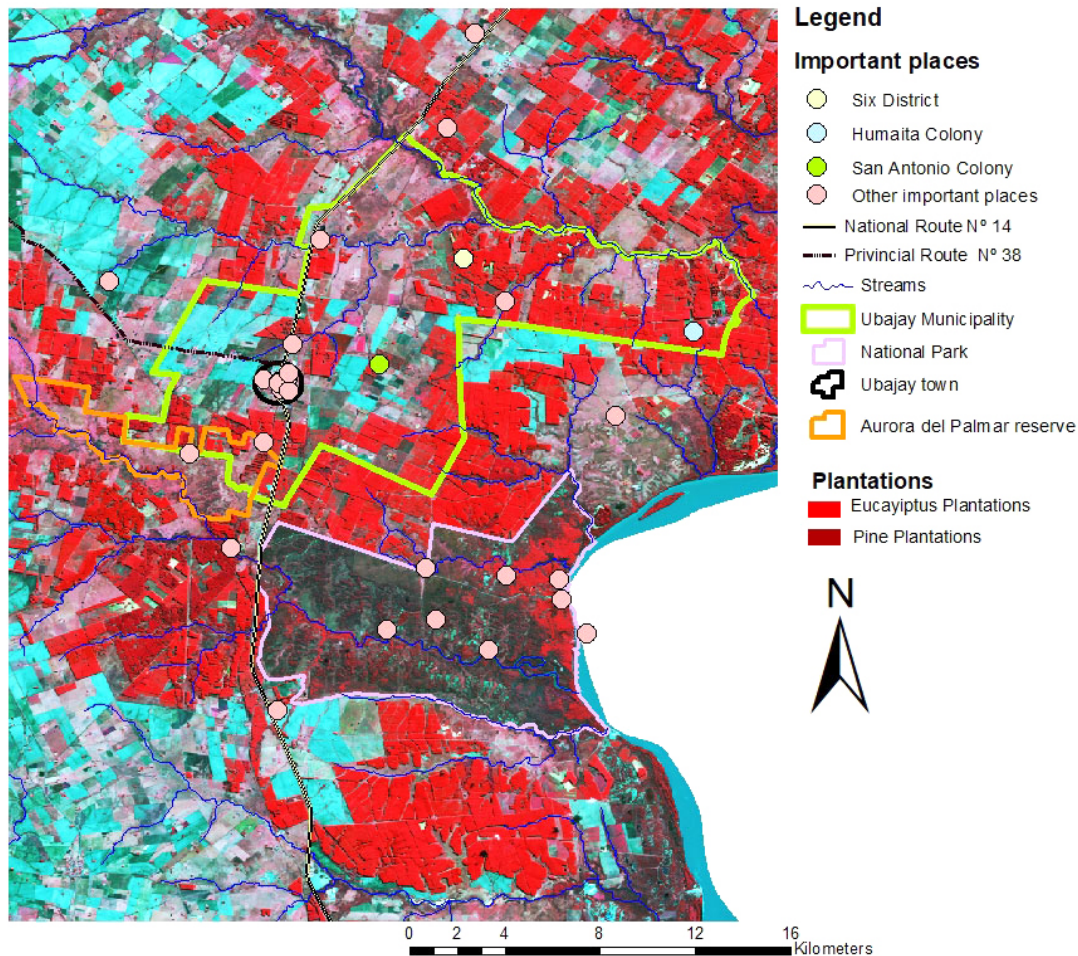 Legend
Important places
Six District
Humaita Colony
San Antonio Colony
Other important places
National Route Nº 14
Privincial Route Nº 38
Streams
Ubajay Municipality
National Park
Ubajay town
Aurora del Palmar reserve
Plantations
Eucayiptus Plantations
Pine Plantations
N
0 2 4 8 12 16
Kilometers